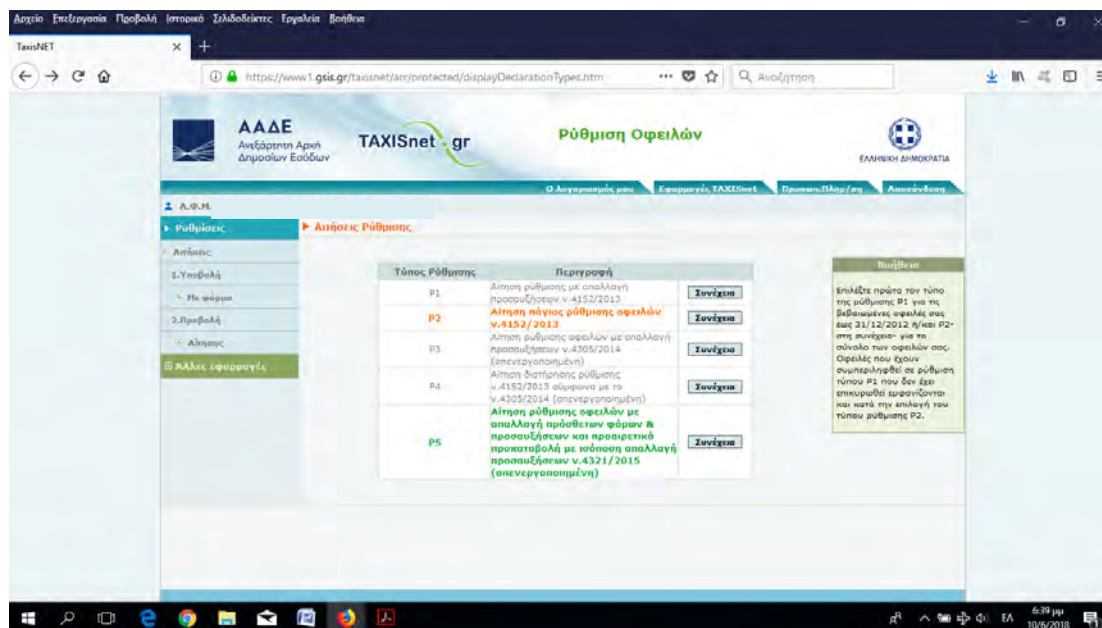 Αρχείο Επεξεργασία Προβολή Ιστορικό Σελιδοδείκτες Εργαλεία Βοήθεια
TaxisNET
https://www1.gsis.gr/taxisnet/arr/protected/displayDeclarationTypes.htm
Αναζήτηση
ΑΑΔΕ
Ανεξάρτητη Αρχή
Δημοσίων Εσόδων
TAXISnet.gr
Ρύθμιση Οφειλών
ΕΛΛΗΝΙΚΗ ΔΗΜΟΚΡΑΤΙΑ
Ο λογαριασμός μου Εφαρμογές TAXISnet Προσωπ.Πληρ/ση Αποσύνδεση
Α.Φ.Μ.
Ρυθμίσεις
Αιτήσεις Ρύθμισης
Αιτήσεις
1.Υποβολή
Με φόρμα
2.Προβολή
Αίτησης
Άλλες εφαρμογές
Τύπος Ρύθμισης Περιγραφή
Ρ1
Αίτηση ρύθμισης με απαλλαγή
προσαυξήσεων ν.4152/2013
Συνέχεια
Ρ2
Αίτηση πάγιας ρύθμισης οφειλών
ν.4152/2013
Συνέχεια
Ρ3
Αίτηση ρύθμισης οφειλών με απαλλαγή
προσαυξήσεων ν.4305/2014
(απενεργοποιημένη)
Συνέχεια
Ρ4
Αίτηση διατήρησης ρύθμισης
ν.4152/2013 σύμφωνα με το
ν.4305/2014 (απενεργοποιημένη)
Συνέχεια
Ρ5
Αίτηση ρύθμισης οφειλών με
απαλλαγή πρόσθετων φόρων &
προσαυξήσεων και προαιρετικά
προκαταβολή με ισόποση απαλλαγή
προσαυξήσεων ν.4321/2015
(απενεργοποιημένη)
Συνέχεια
Βοήθεια
Επιλέξτε πρώτα τον τύπο
της ρύθμισης Ρ1 για τις
βεβαιωμένες οφειλές σας
έως 31/12/2012 ή/και Ρ2-
στη συνέχεια- για το
σύνολο των οφειλών σας.
Οφειλές που έχουν
συμπεριληφθεί σε ρύθμιση
τύπου Ρ1 που δεν έχει
επικυρωθεί εμφανίζονται
και κατά την επιλογή του
τύπου ρύθμισης Ρ2.
ΕΛ
6:39 μμ
10/6/2018